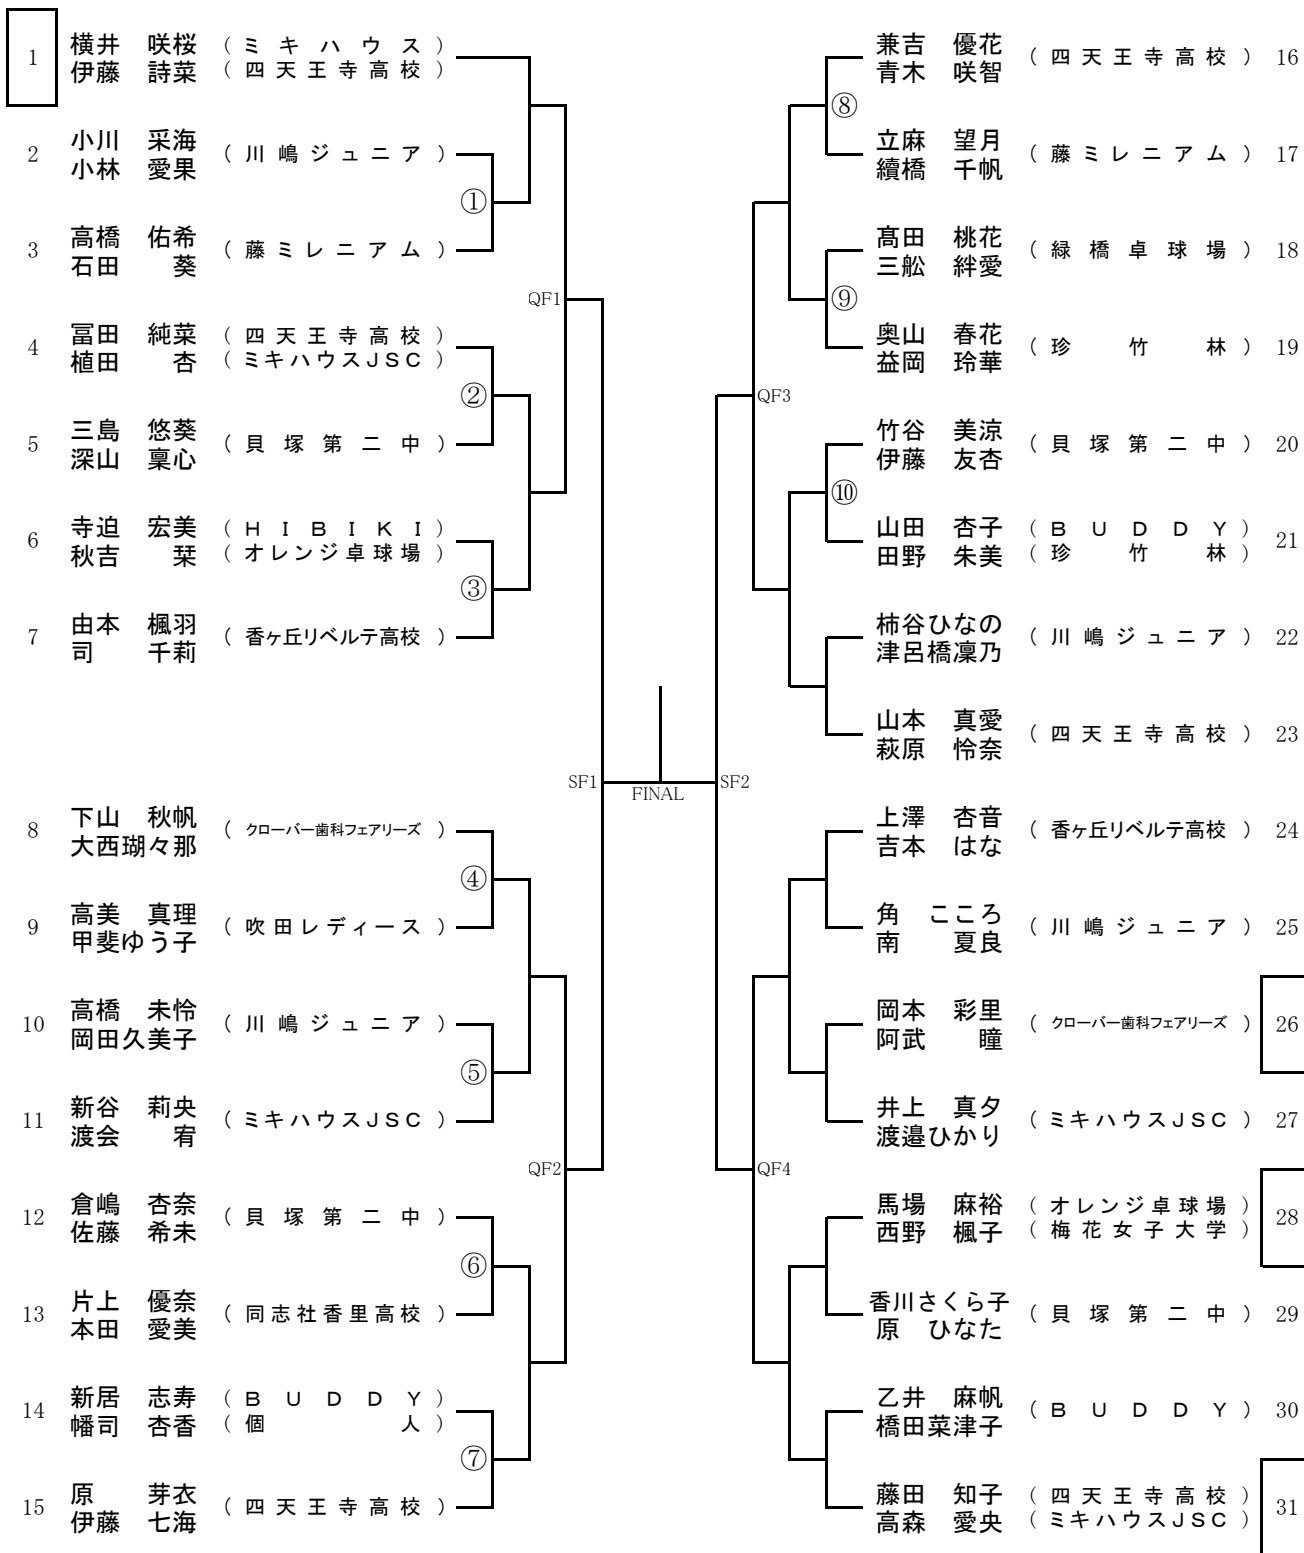 1 横井 咲桜 (ミキハウス)
伊藤 詩菜 (四天王寺高校)
2 小川 采海 (川嶋ジュニア)
小林 愛果
①
3 高橋 佑希 (藤ミレニアム)
石田 葵
QF1
4 冨田 純菜 (四天王寺高校)
植田 杏 (ミキハウスJSC)
②
5 三島 悠葵 (貝塚第二中)
深山 稟心
6 寺迫 宏美 (HIBIKI)
秋吉 栞 (オレンジ卓球場)
③
7 由本 楓羽 (香ヶ丘リベルテ高校)
司 千莉
SF1
FINAL
8 下山 秋帆 (クローバー歯科フェアリーズ)
大西瑚々那
④
9 高美 真理 (吹田レディース)
甲斐ゆう子
10 高橋 未怜 (川嶋ジュニア)
岡田久美子
⑤
11 新谷 莉央 (ミキハウスJSC)
渡会 宥
QF2
12 倉嶋 杏奈 (貝塚第二中)
佐藤 希未
⑥
13 片上 優奈 (同志社香里高校)
本田 愛美
14 新居 志寿 (BUDDY)
幡司 杏香 (個人)
⑦
15 原 芽衣 (四天王寺高校)
伊藤 七海
兼吉 優花 (四天王寺高校) 16
青木 咲智
⑧
立麻 望月 (藤ミレニアム) 17
續橋 千帆
髙田 桃花 (緑橋卓球場) 18
三舩 絆愛
⑨
奥山 春花 (珍竹林) 19
益岡 玲華
QF3
竹谷 美涼 (貝塚第二中) 20
伊藤 友杏
⑩
山田 杏子 (BUDDY) 21
田野 朱美 (珍竹林)
柿谷ひなの (川嶋ジュニア) 22
津呂橋凜乃
山本 真愛 (四天王寺高校) 23
萩原 怜奈
SF2
上澤 杏音 (香ヶ丘リベルテ高校) 24
吉本 はな
角 こころ (川嶋ジュニア) 25
南 夏良
岡本 彩里 (クローバー歯科フェアリーズ) 26
阿武 瞳
井上 真夕 (ミキハウスJSC) 27
渡邉ひかり
QF4
馬場 麻裕 (オレンジ卓球場) 28
西野 楓子 (梅花女子大学)
香川さくら子 (貝塚第二中) 29
原 ひなた
乙井 麻帆 (BUDDY) 30
橋田菜津子
藤田 知子 (四天王寺高校) 31
高森 愛央 (ミキハウスJSC)